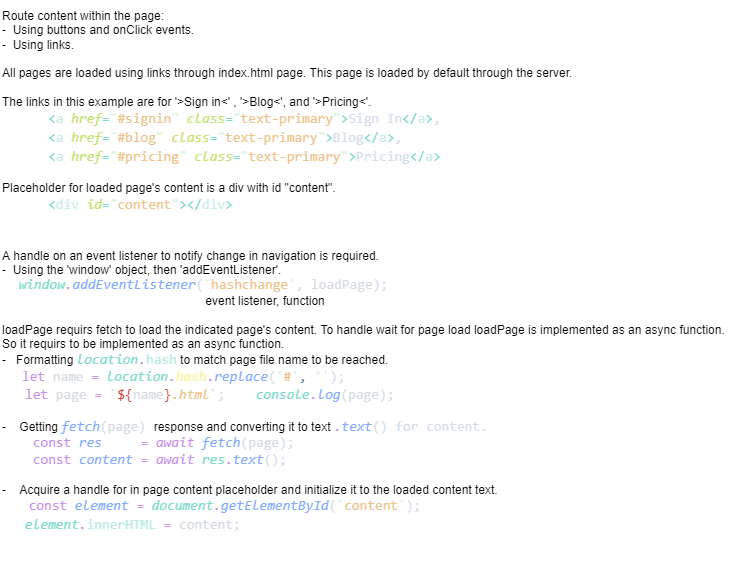 Route content within the page:
- Using buttons and onClick events.
- Using links.
All pages are loaded using links through index.html page. This page is loaded by default through the server.
The links in this example are for '>Sign in<' , '>Blog<', and '>Pricing<'.
<a href="#signin" class="text-primary">Sign In</a>,
<a href="#blog" class="text-primary">Blog</a>,
<a href="#pricing" class="text-primary">Pricing</a>
Placeholder for loaded page's content is a div with id "content".
<div id="content"></div>
A handle on an event listener to notify change in navigation is required.
- Using the 'window' object, then 'addEventListener'.
window.addEventListener('hashchange', loadPage);
event listener, function
loadPage requirs fetch to load the indicated page's content. To handle wait for page load loadPage is implemented as an async function.
So it requirs to be implemented as an async function.
- Formatting location.hash to match page file name to be reached.
let name = location.hash.replace('#', '');
let page = `${name}.html`; console.log(page);
- Getting fetch(page) response and converting it to text .text() for content.
const res = await fetch(page);
const content = await res.text();
- Acquire a handle for in page content placeholder and initialize it to the loaded content text.
const element = document.getElementById('content');
element.innerHTML = content;